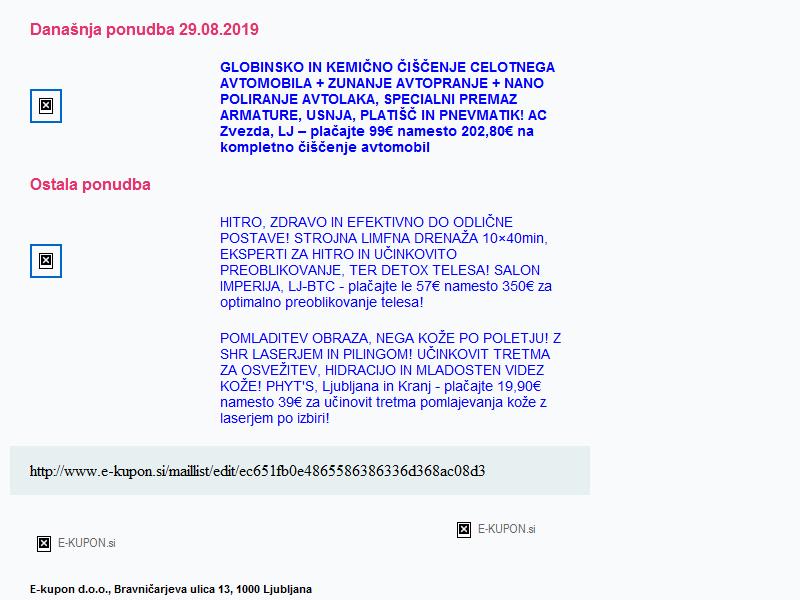 Današnja ponudba 29.08.2019
GLOBINSKO IN KEMIČNO ČIŠČENJE CELOTNEGA
AVTOMOBILA + ZUNANJE AVTOPRANJE + NANO
POLIRANJE AVTOLAKA, SPECIALNI PREMAZ
ARMATURE, USNJA, PLATIŠČ IN PNEVMATIK! AC
Zvezda, LJ – plačajte 99€ namesto 202,80€ na
kompletno čiščenje avtomobil
Ostala ponudba
HITRO, ZDRAVO IN EFEKTIVNO DO ODLIČNE
POSTAVE! STROJNA LIMFNA DRENAŽA 10×40min,
EKSPERTI ZA HITRO IN UČINKOVITO
PREOBLIKOVANJE, TER DETOX TELESA! SALON
IMPERIJA, LJ-BTC - plačajte le 57€ namesto 350€ za
optimalno preoblikovanje telesa!
POMLADITEV OBRAZA, NEGA KOŽE PO POLETJU! Z
SHR LASERJEM IN PILINGOM! UČINKOVIT TRETMA
ZA OSVEŽITEV, HIDRACIJO IN MLADOSTEN VIDEZ
KOŽE! PHYT'S, Ljubljana in Kranj - plačajte 19,90€
namesto 39€ za učinovit tretma pomlajevanja kože z
laserjem po izbiri!
http://www.e-kupon.si/maillist/edit/ec651fb0e4865586386336d368ac08d3
E-KUPON.si
E-KUPON.si
E-kupon d.o.o., Bravničarjeva ulica 13, 1000 Ljubljana